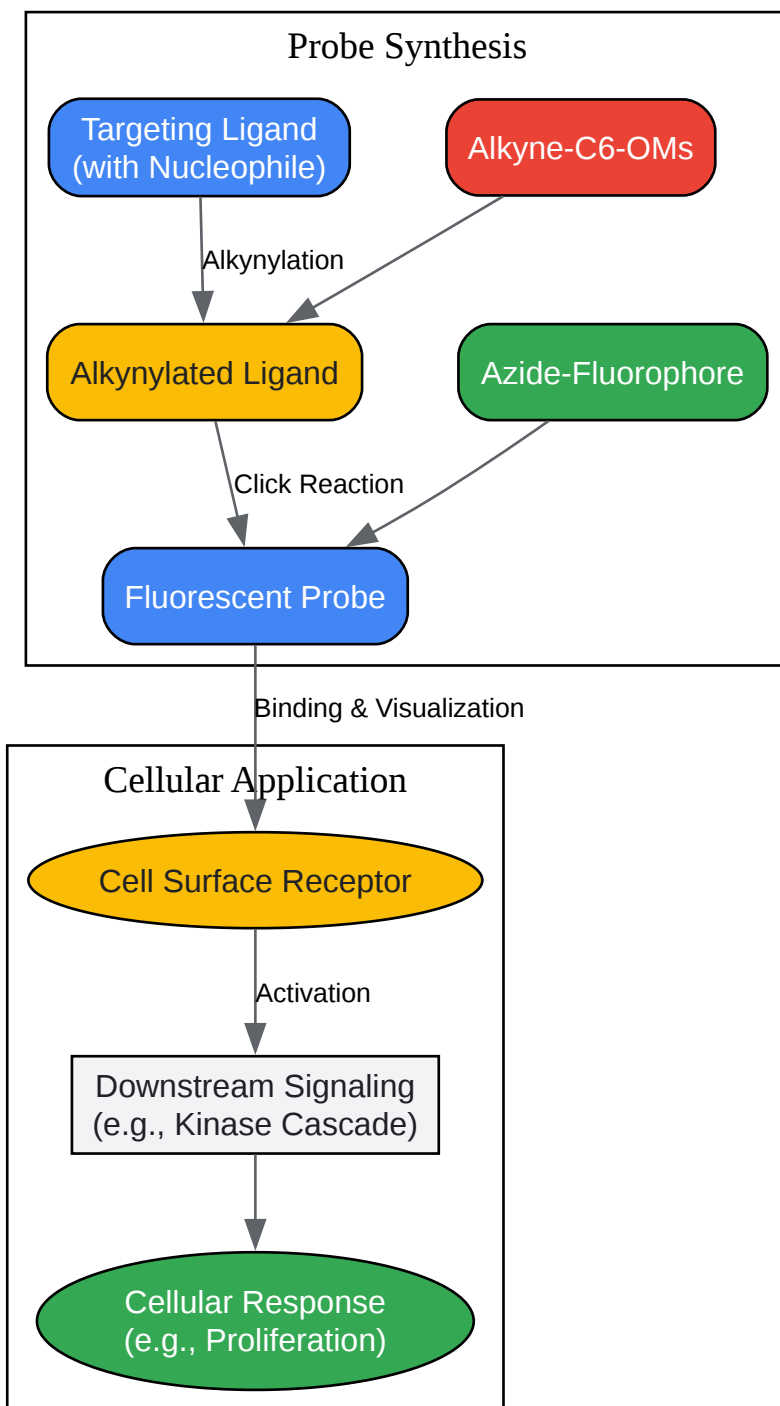 Probe Synthesis
Targeting Ligand
(with Nucleophile)
Alkyne-C6-OMs
Alkynylation
Alkynylated Ligand
Azide-Fluorophore
Click Reaction
Fluorescent Probe
Binding & Visualization
Cellular Application
Cell Surface Receptor
Activation
Downstream Signaling
(e.g., Kinase Cascade)
Cellular Response
(e.g., Proliferation)